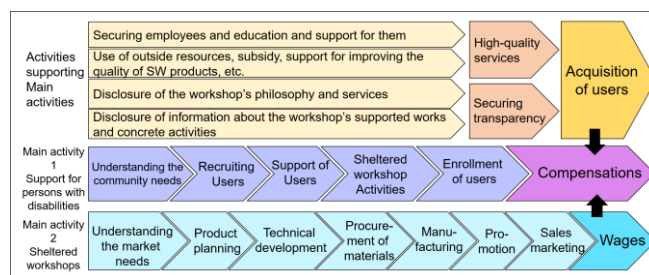 Securing employees and education and support for them
High-quality
services
Activities
supporting
Main
activities
Use of outside resources, subsidy, support for improving the
quality of SW products, etc.
Acquisition
of users
Disclosure of the workshop's philosophy and services
Securing
transparency
Disclosure of information about the workshop's supported works
and concrete activities
Main activity
1
Support for
persons with
disabilities
Understanding the
community needs
Recruiting
Users
Support of
Users
Sheltered
workshop
Activities
Enrollment
of users
Compensations
Main activity
2
Sheltered
workshops
Understanding
the market
needs
Product
planning
Technical
development
Procure-
ment of
materials
Manu-
facturing
Pro-
motion
Sales
marketing
Wages